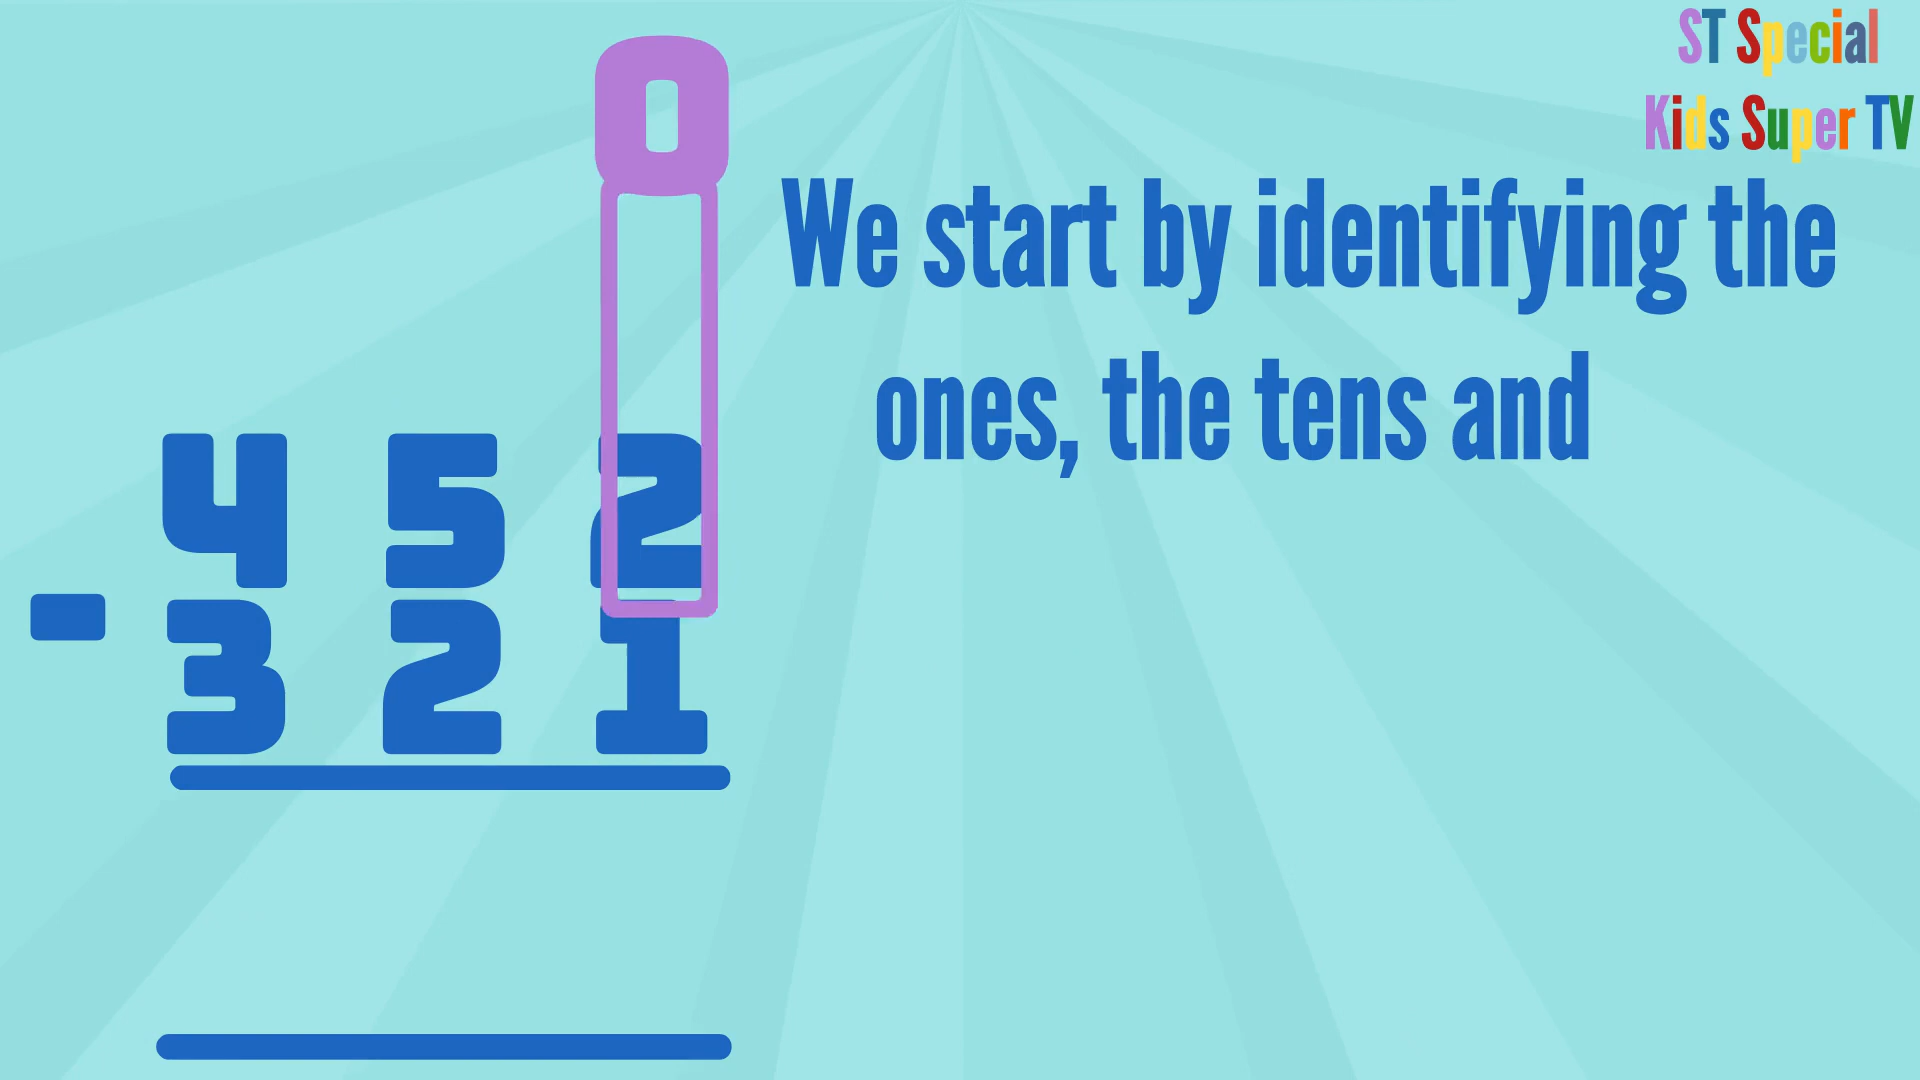 ST Special
Kids Super TV
O
We start by identifying the
ones, the tens and
4 5 2
- 3 2 1